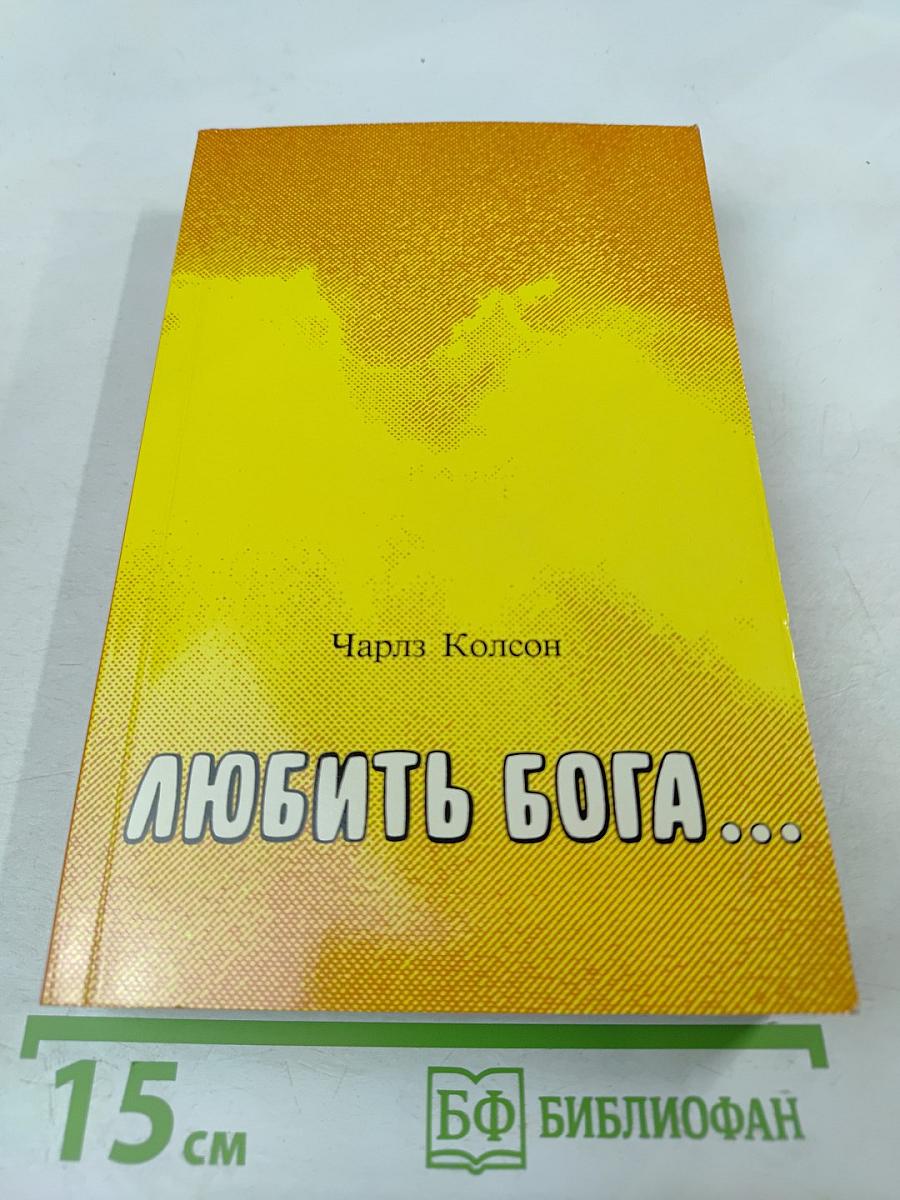 Чарлз Колсон
ЛЮБИТЬ БОГА...
15 см
БФ БИБЛИОФАН